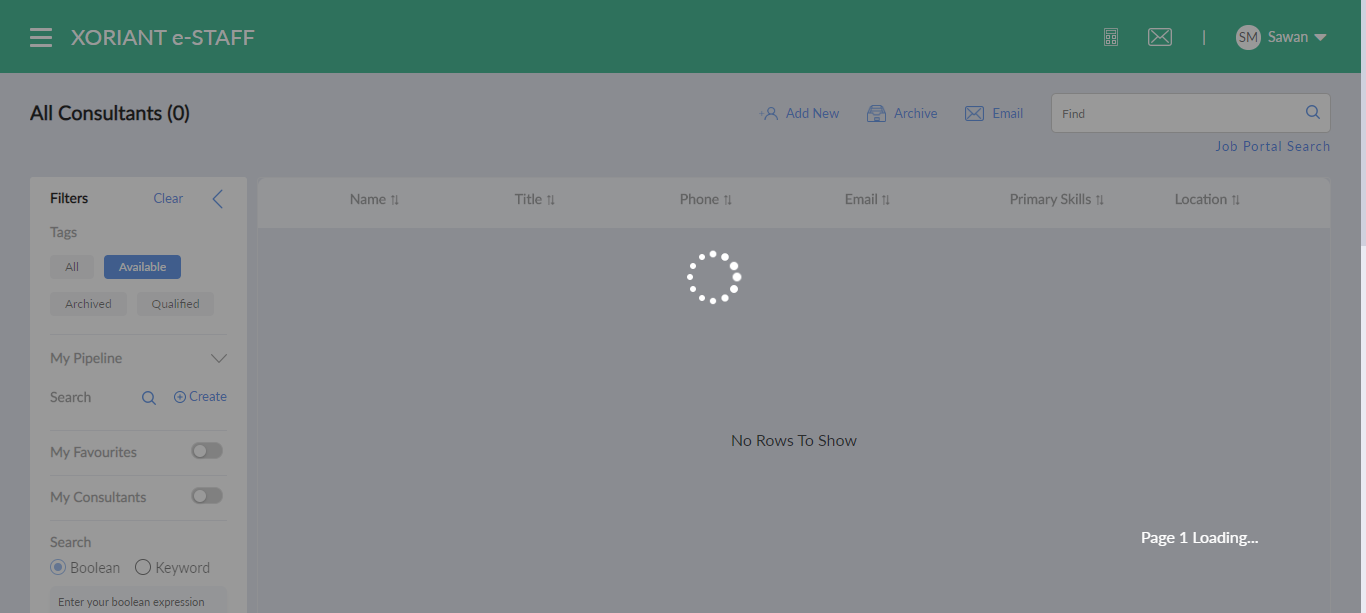 XORIANT e-STAFF
| SM Sawan
All Consultants (0)
Add New Archive Email Find
Job Portal Search
Filters Clear
Name Title Phone Email Primary Skills Location
Tags
All Available
Archived Qualified
My Pipeline
Search Create
My Favourites
No Rows To Show
My Consultants
Search
Page 1 Loading...
Boolean Keyword
Enter your boolean expression